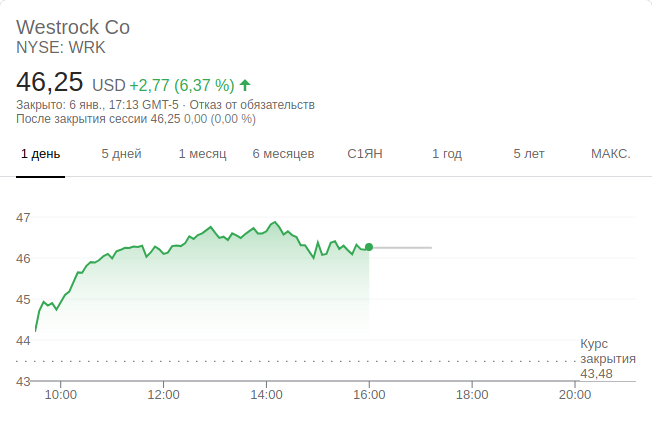 Westrock Co
NYSE: WRK
46,25 USD +2,77 (6,37 %)
Закрыто: 6 янв., 17:13 GMT-5 · Отказ от обязательств
После закрытия сессии 46,25 0,00 (0,00 %)
1 день 5 дней 1 месяц 6 месяцев С1ЯН 1 год 5 лет МАКС.
47
46
45
44
Курс
закрытия
43,48
43
10:00 12:00 14:00 16:00 18:00 20:00